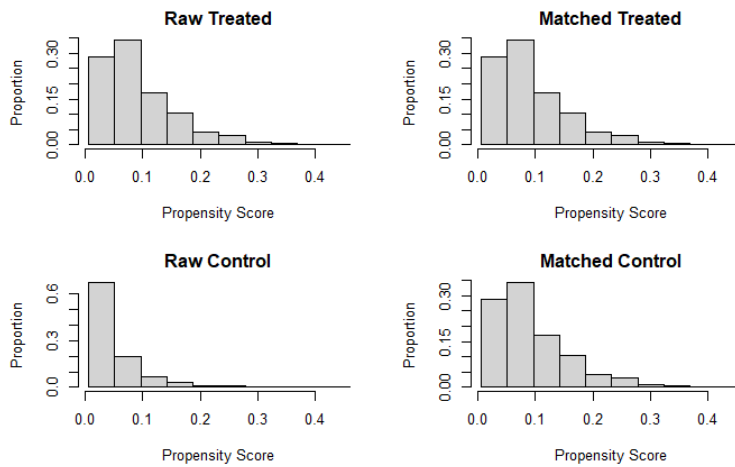 Raw Treated
Proportion
0.00 0.15 0.30
0.0 0.1 0.2 0.3 0.4
Propensity Score
Matched Treated
Proportion
0.00 0.15 0.30
0.0 0.1 0.2 0.3 0.4
Propensity Score
Raw Control
Proportion
0.0 0.3 0.6
0.0 0.1 0.2 0.3 0.4
Propensity Score
Matched Control
Proportion
0.00 0.15 0.30
0.0 0.1 0.2 0.3 0.4
Propensity Score